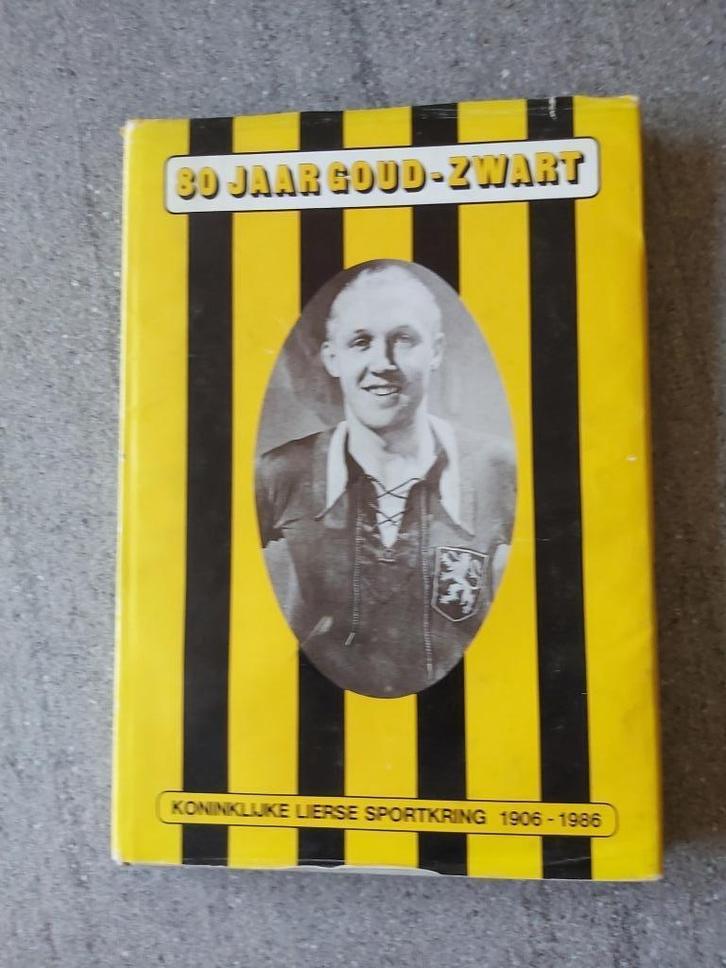 80 JAAR GOUD-ZWART
KONINKLIJKE LIERSE SPORTKRING 1906-1986